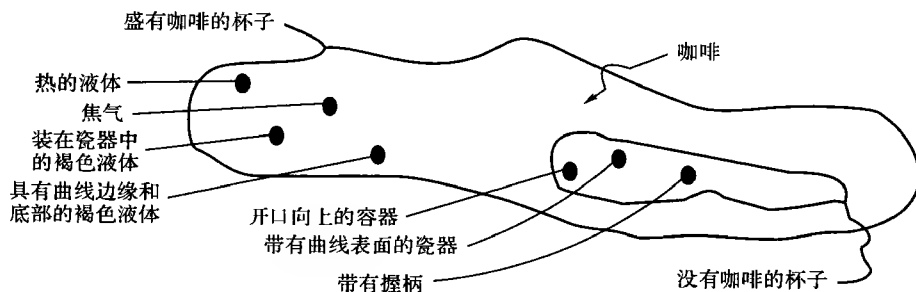 盛有咖啡的杯子
咖啡
热的液体
焦气
装在瓷器中
的褐色液体
具有曲线边缘和
底部的褐色液体
开口向上的容器
带有曲线表面的瓷器
带有握柄
没有咖啡的杯子